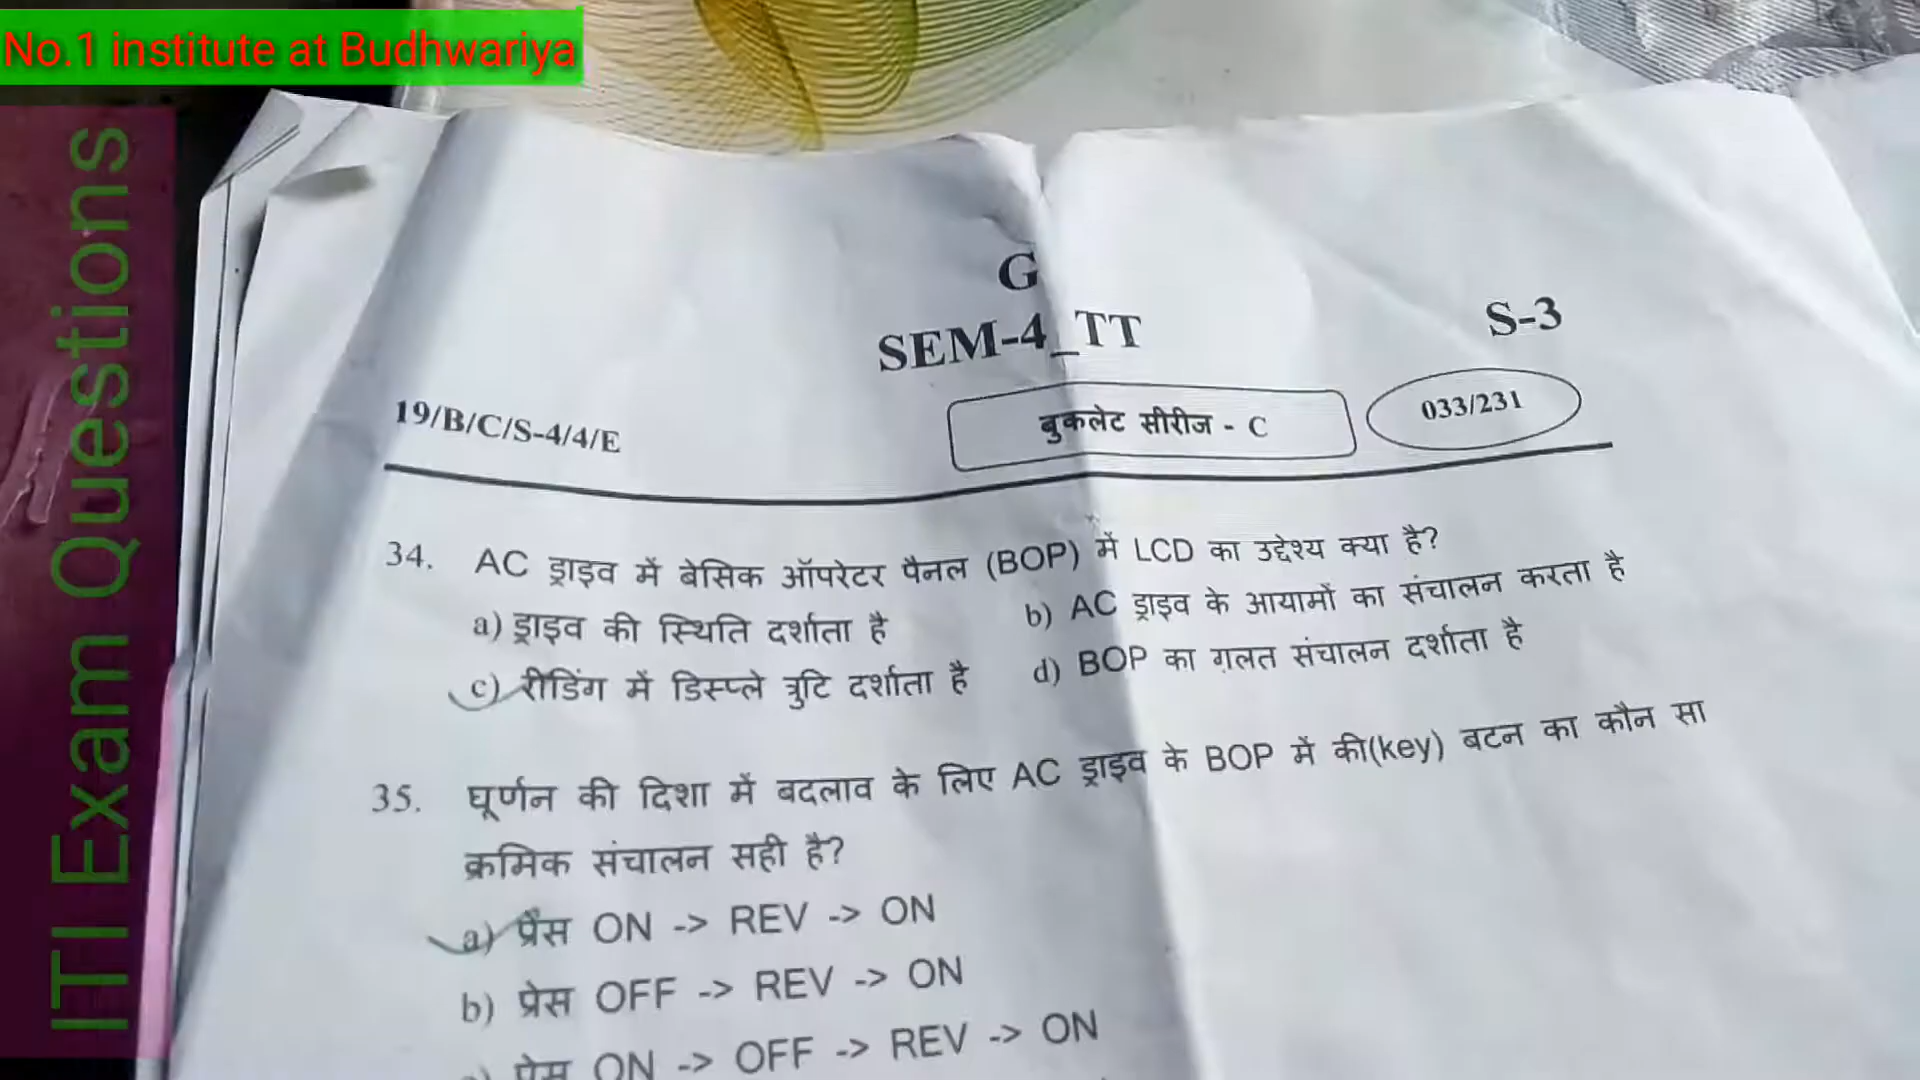 No.1 institute at Budhwariya
ITI Exam Questions
G
SEM-4_TT
S-3
19/B/C/S-4/4/E
बुकलेट सीरीज - C
033/231
34. AC ड्राइव में बेसिक ऑपरेटर पैनल (BOP) में LCD का उद्देश्य क्या है?
a) ड्राइव की स्थिति दर्शाता है
b) AC ड्राइव के आयामों का संचालन करता है
c) रीडिंग में डिस्प्ले त्रुटि दर्शाता है
d) BOP का ग़लत संचालन दर्शाता है
35. घूर्णन की दिशा में बदलाव के लिए AC ड्राइव के BOP में की(key) बटन का कौन सा
क्रमिक संचालन सही है?
a) प्रेस ON -> REV -> ON
b) प्रेस OFF -> REV -> ON
ON -> OFF -> REV -> ON